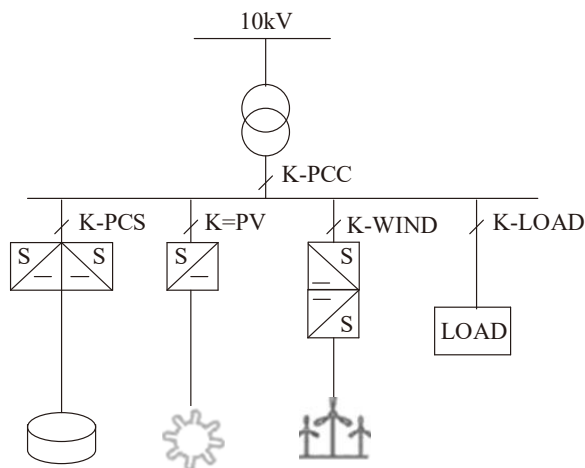 10kV
K-PCC
K-PCS
K=PV
K-WIND
K-LOAD
S
S
S
S
S
LOAD